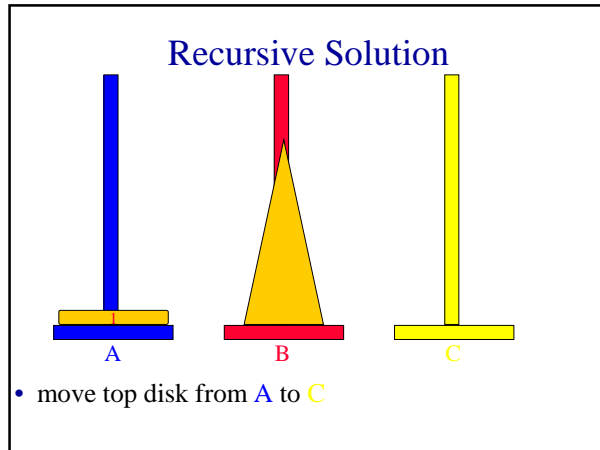 Recursive Solution
1
A B C
• move top disk from A to C